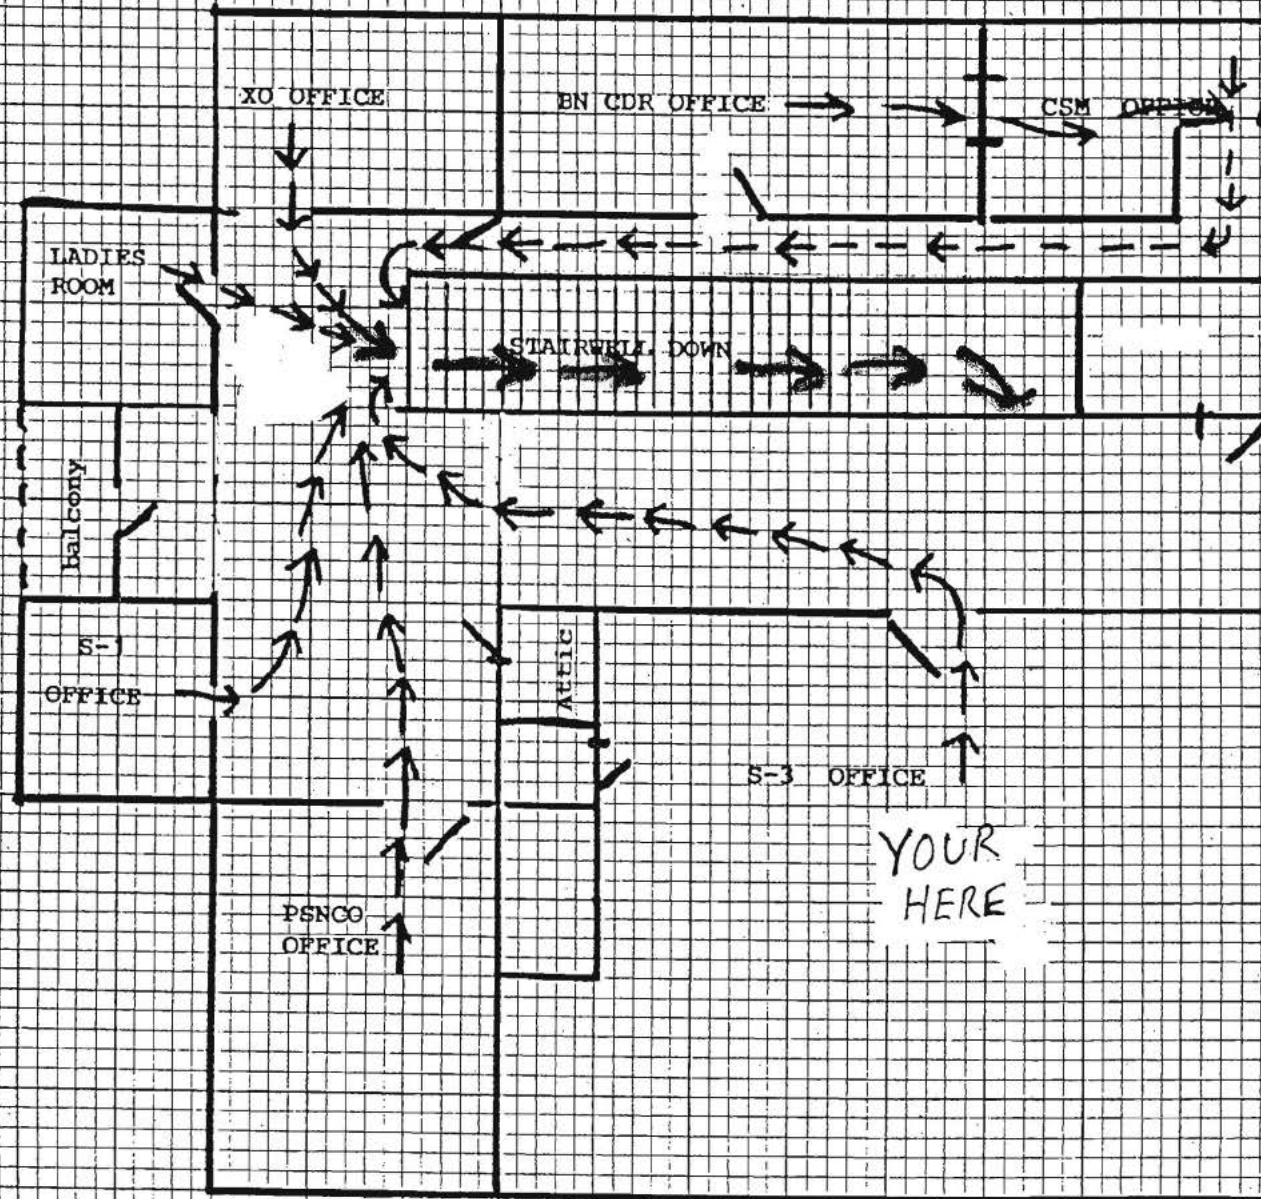 XO OFFICE
BN CDR OFFICE
CSM OFFICE
LADIES
ROOM
STAIRWELL DOWN
balcony
S-1
OFFICE
Attic
S-3 OFFICE
YOUR
HERE
PSNCO
OFFICE